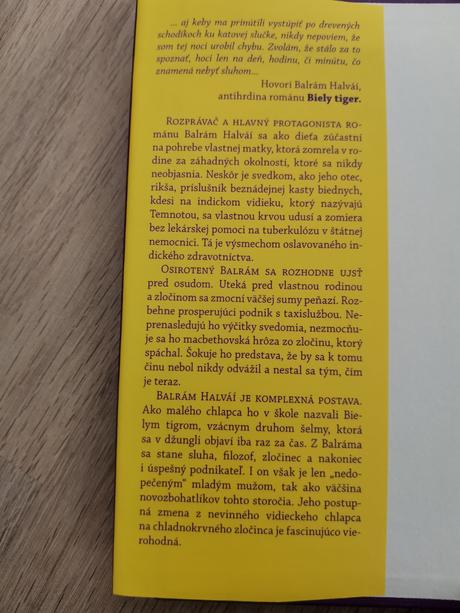 ... aj keby ma prinútili vystúpiť po drevených
schodíkoch ku katovej slučke, nikdy nepoviem, že
som tej noci urobil chybu. Zvolám, že stálo za to
spoznať, hoci len na deň, hodinu, či minútu, čo
znamená nebyť sluhom...
Hovorí Balrám Halváí,
antihrdina románu Biely tiger.
ROZPRÁVAČ A HLAVNÝ PROTAGONISTA RO-
mánu Balrám Halváí sa ako dieťa zúčastní
na pohrebe vlastnej matky, ktorá zomrela v ro-
dine za záhadných okolností, ktoré sa nikdy
neobjasnia. Neskôr je svedkom, ako jeho otec,
rikša, príslušník beznádejnej kasty biednych,
kdesi na indickom vidieku, ktorý nazývajú
Temnotou, sa vlastnou krvou udusí a zomiera
bez lekárskej pomoci na tuberkulózu v štátnej
nemocnici. Tá je výsmechom oslavovaného in-
dického zdravotníctva.
OSIROTENÝ BALRÁM SA ROZHODNE UJSŤ
pred osudom. Uteká pred vlastnou rodinou
a zločinom sa zmocní väčšej sumy peňazí. Roz-
behne prosperujúci podnik s taxislužbou. Ne-
prenasledujú ho výčitky svedomia, nezmocňu-
je sa ho macbethovská hrôza zo zločinu, ktorý
spáchal. Šokuje ho predstava, že by sa k tomu
činu nebol nikdy odvážil a nestal sa tým, čím
je teraz.
BALRÁM HALVÁÍ JE KOMPLEXNÁ POSTAVA.
Ako malého chlapca ho v škole nazvali Bie-
lym tigrom, vzácnym druhom šelmy, ktorá
sa v džungli objaví iba raz za čas. Z Balráma
sa stane sluha, filozof, zločinec a nakoniec
i úspešný podnikateľ. I on však je len „nedo-
pečeným" mladým mužom, tak ako väčšina
novozbohatlíkov tohto storočia. Jeho postup-
ná zmena z nevinného vidieckeho chlapca
na chladnokrvného zločinca je fascinujúco vie-
rohodná.